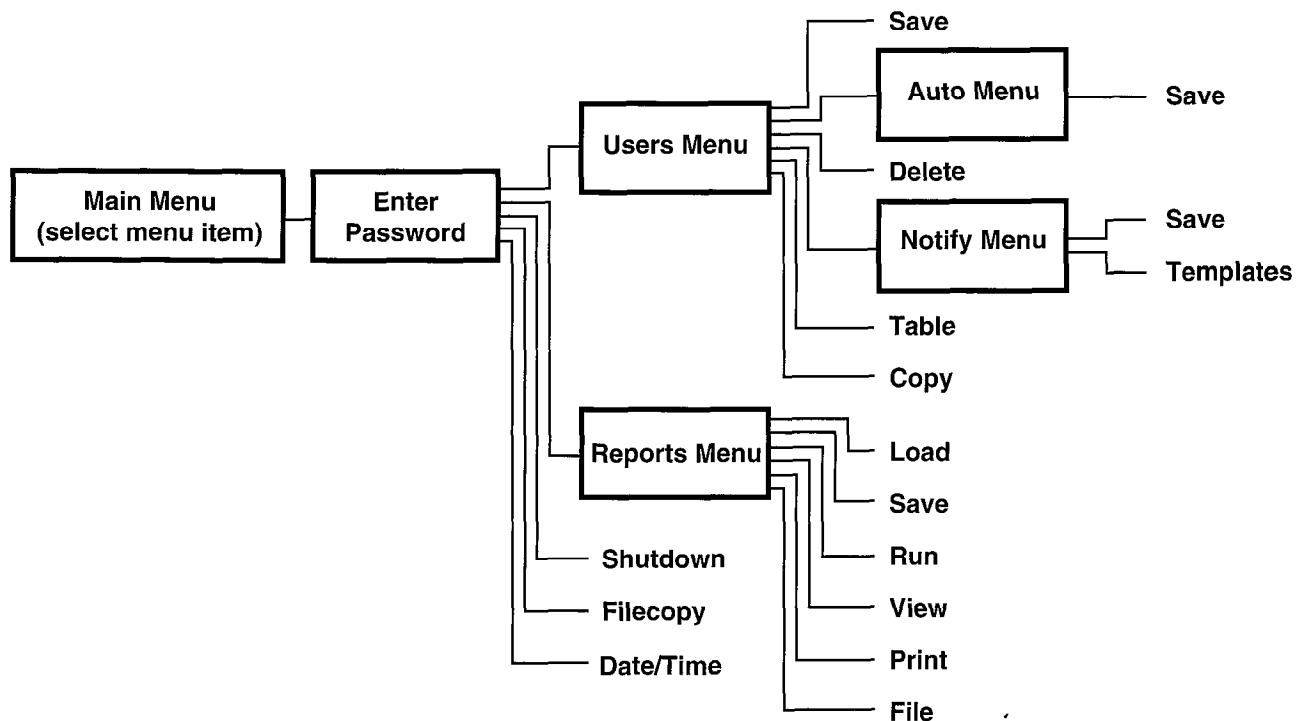 Main Menu
(select menu item)
Enter
Password
Users Menu
Save
Auto Menu
Save
Delete
Notify Menu
Save
Templates
Table
Copy
Reports Menu
Load
Save
Run
View
Print
File
Shutdown
Filecopy
Date/Time